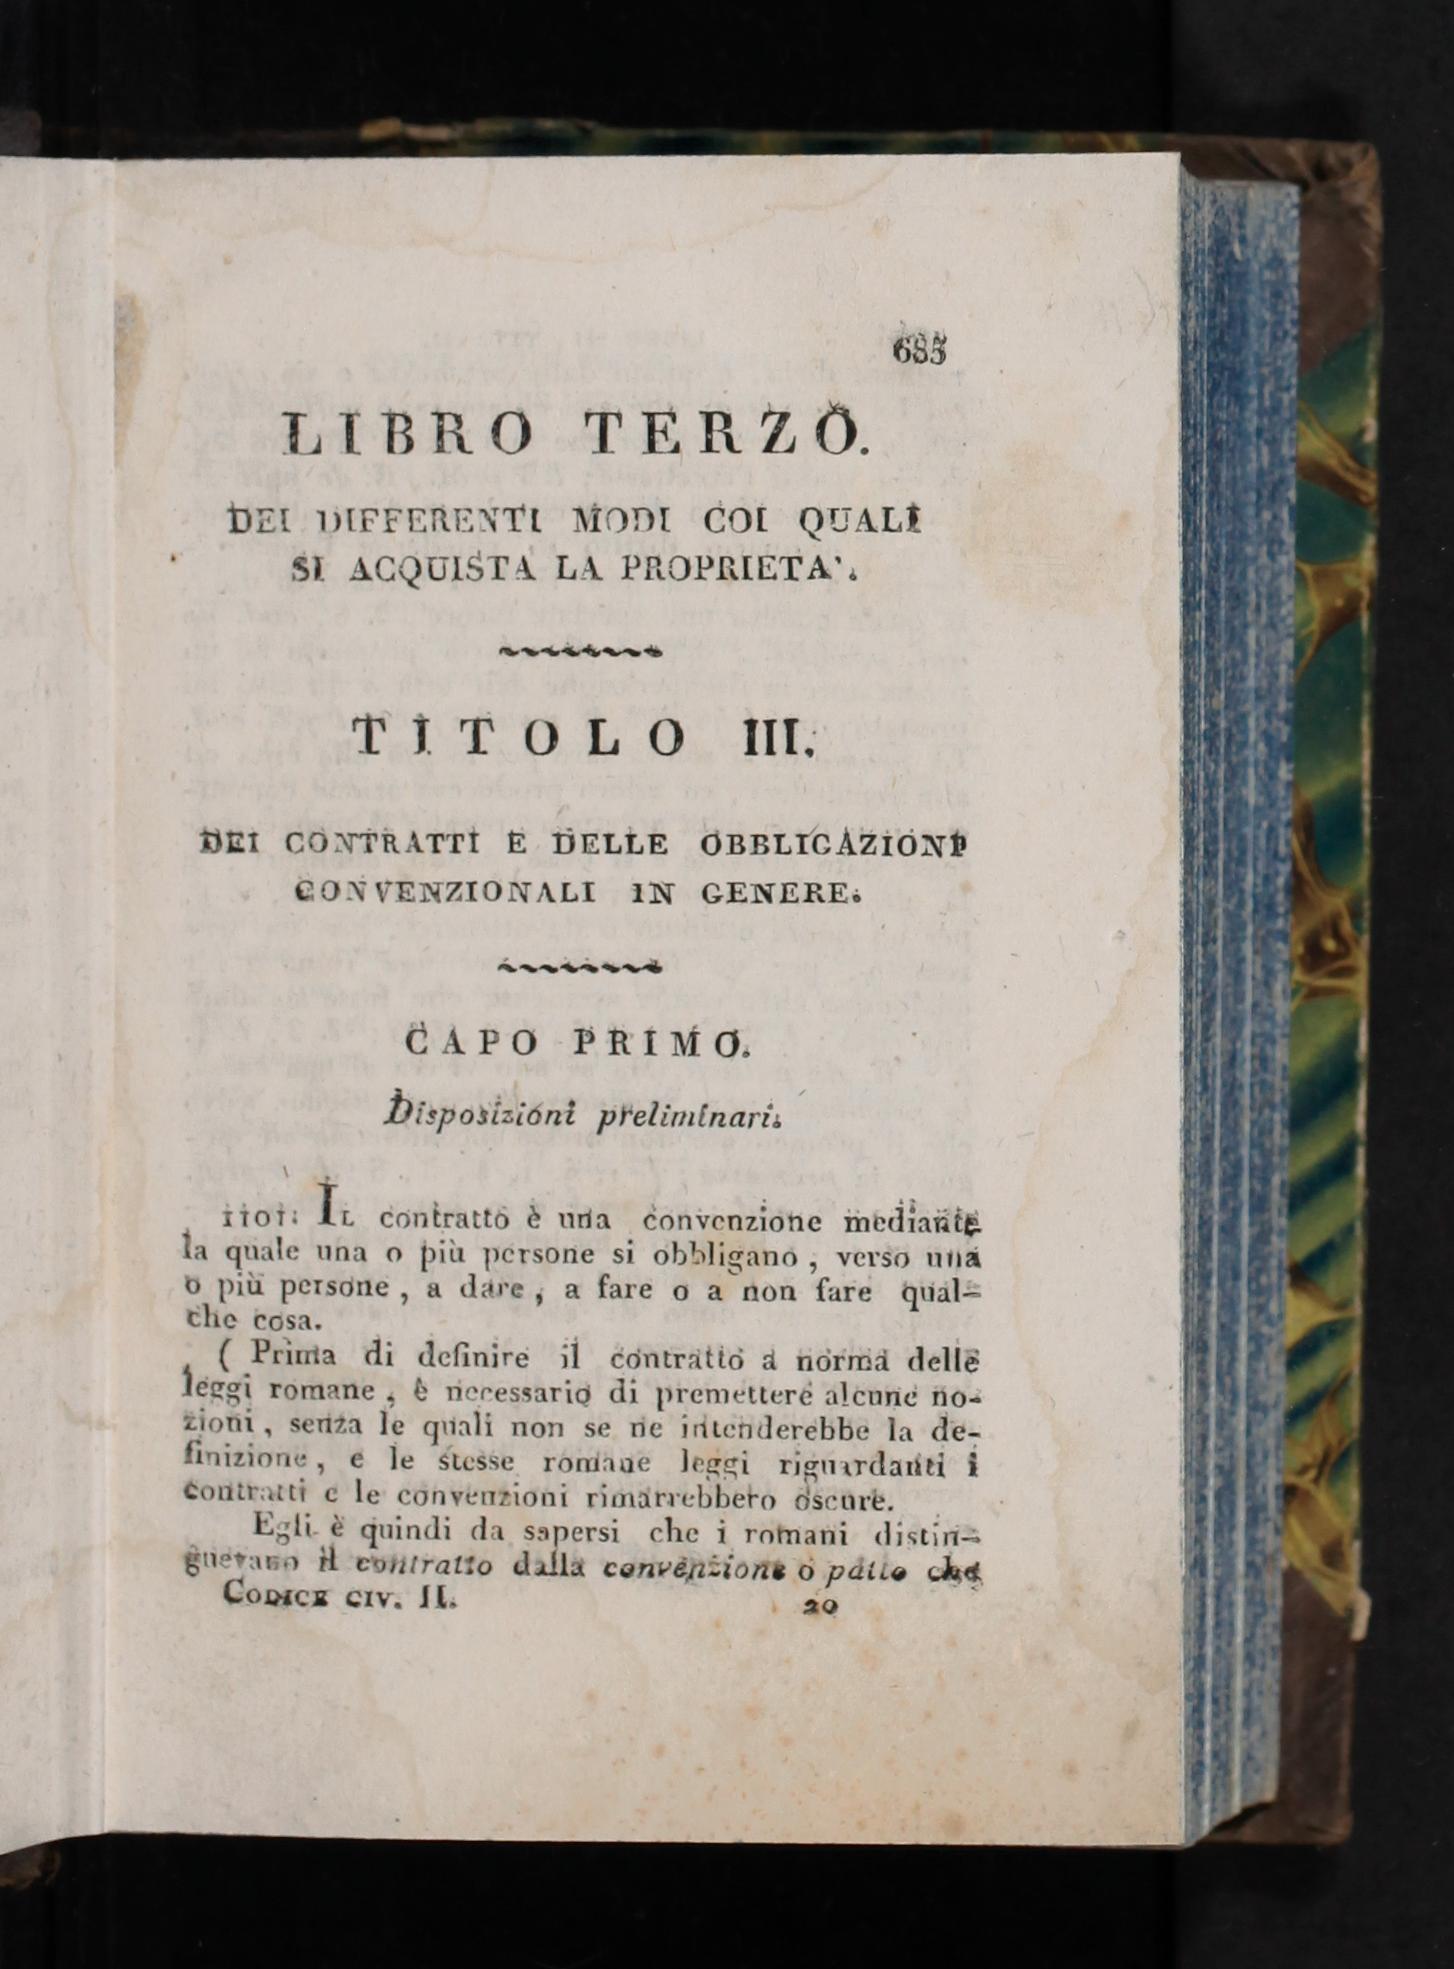 685
LIBRO TERZO.
DEI DIFFERENTI MODI COI QUALI
SI ACQUISTA LA PROPRIETA'.
TITOLO III.
DEI CONTRATTI E DELLE OBBLIGAZIONI
CONVENZIONALI IN GENERE.
CAPO PRIMO.
Disposizioni preliminari.
1101. IL contratto è una convenzione mediante
la quale una o più persone si obbligano, verso una
o più persone, a dare, a fare o a non fare qual-
che cosa.
( Prima di definire il contratto a norma delle
leggi romane, è necessario di premettere alcune no-
zioni, senza le quali non se ne intenderebbe la de-
finizione, e le stesse romane leggi riguardanti i
contratti e le convenzioni rimarrebbero oscure.
Egli è quindi da sapersi che i romani distin-
guevano il contratto dalla convenzione o patto che
CODICE CIV. II. 20